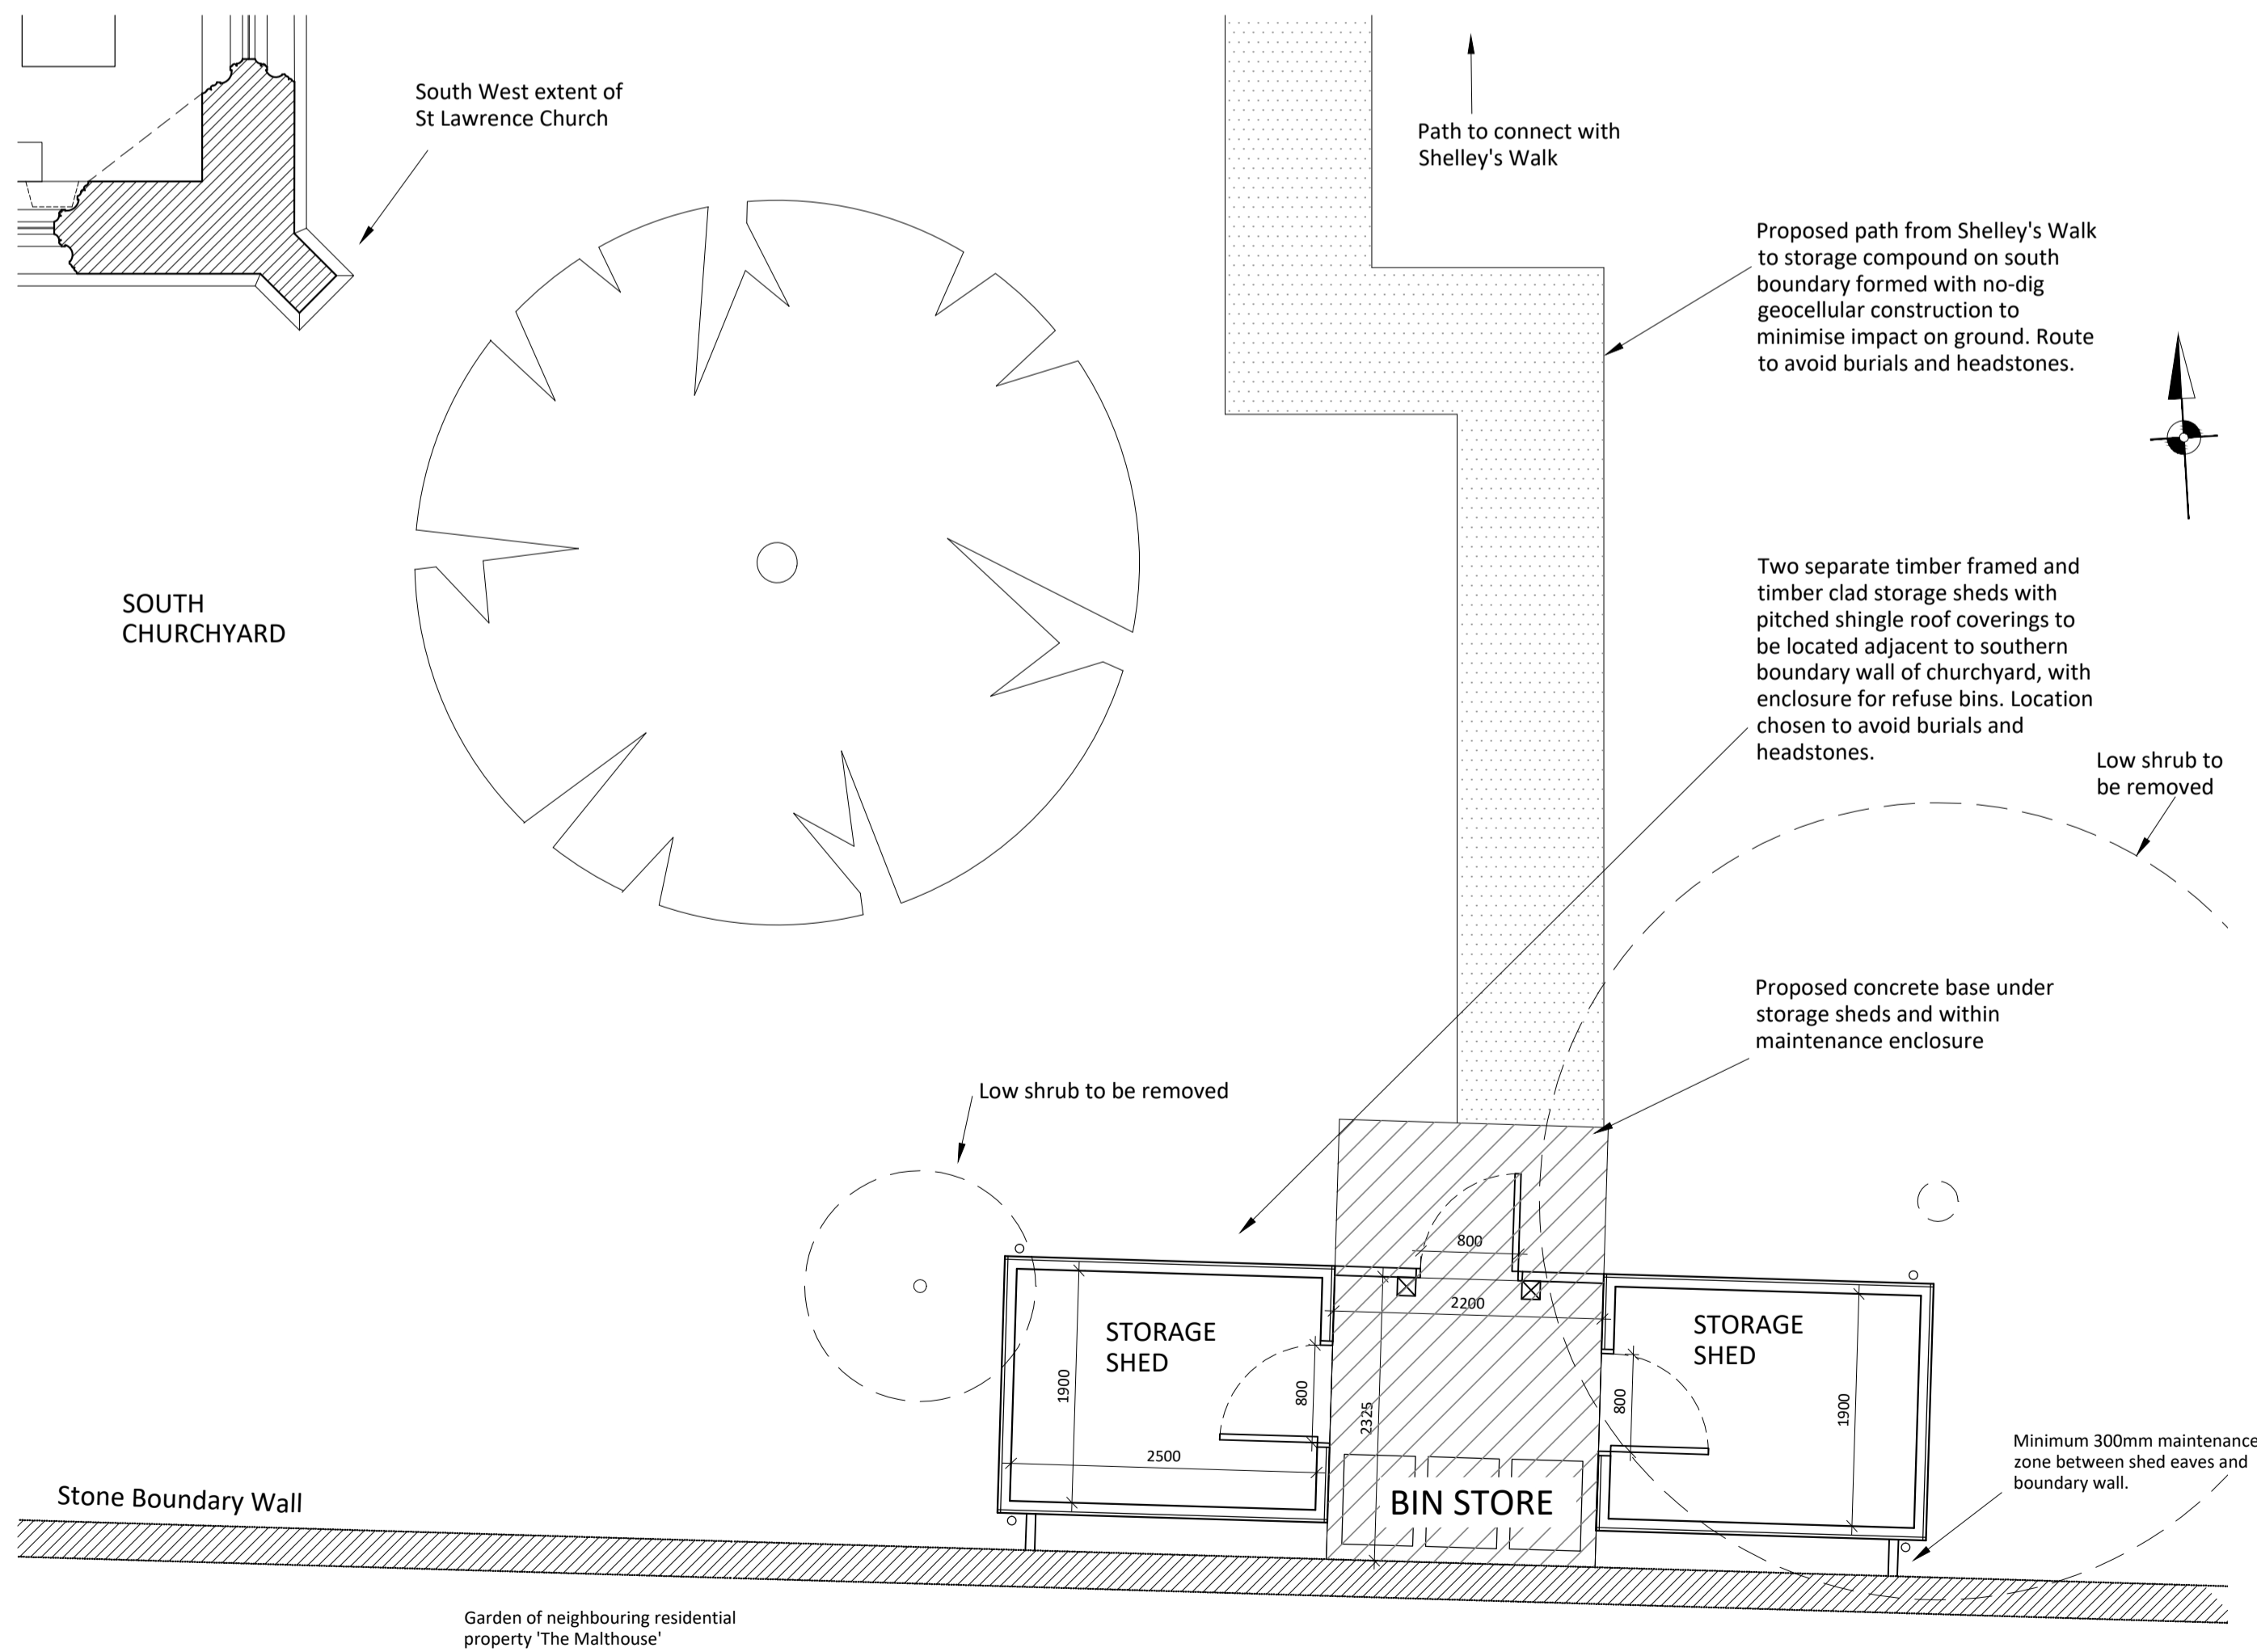 South West extent of
St Lawrence Church
Path to connect with
Shelley's Walk
Proposed path from Shelley's Walk
to storage compound on south
boundary formed with no-dig
geocellular construction to
minimise impact on ground. Route
to avoid burials and headstones.
SOUTH
CHURCHYARD
Two separate timber framed and
timber clad storage sheds with
pitched shingle roof coverings to
be located adjacent to southern
boundary wall of churchyard, with
enclosure for refuse bins. Location
chosen to avoid burials and
headstones.
Low shrub to
be removed
Proposed concrete base under
storage sheds and within
maintenance enclosure
Low shrub to be removed
800
2200
STORAGE
SHED
1900
800
2325
2500
STORAGE
SHED
800
1900
BIN STORE
Minimum 300mm maintenance
zone between shed eaves and
boundary wall.
Stone Boundary Wall
Garden of neighbouring residential
property 'The Malthouse'